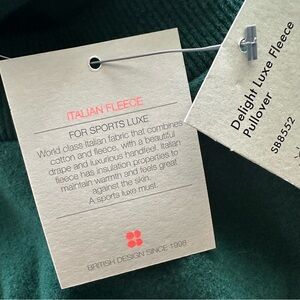 ITALIAN FLEECE
FOR SPORTS LUXE
World class Italian fabric that combines
cotton and fleece, with a beautiful
drape and luxurious handfeel. Italian
fleece has insulation properties to
maintain warmth and feels great
against the skin.
A sports luxe must.
BRITISH DESIGN SINCE 1998
Delight Luxe Fleece
Pullover
SB8552